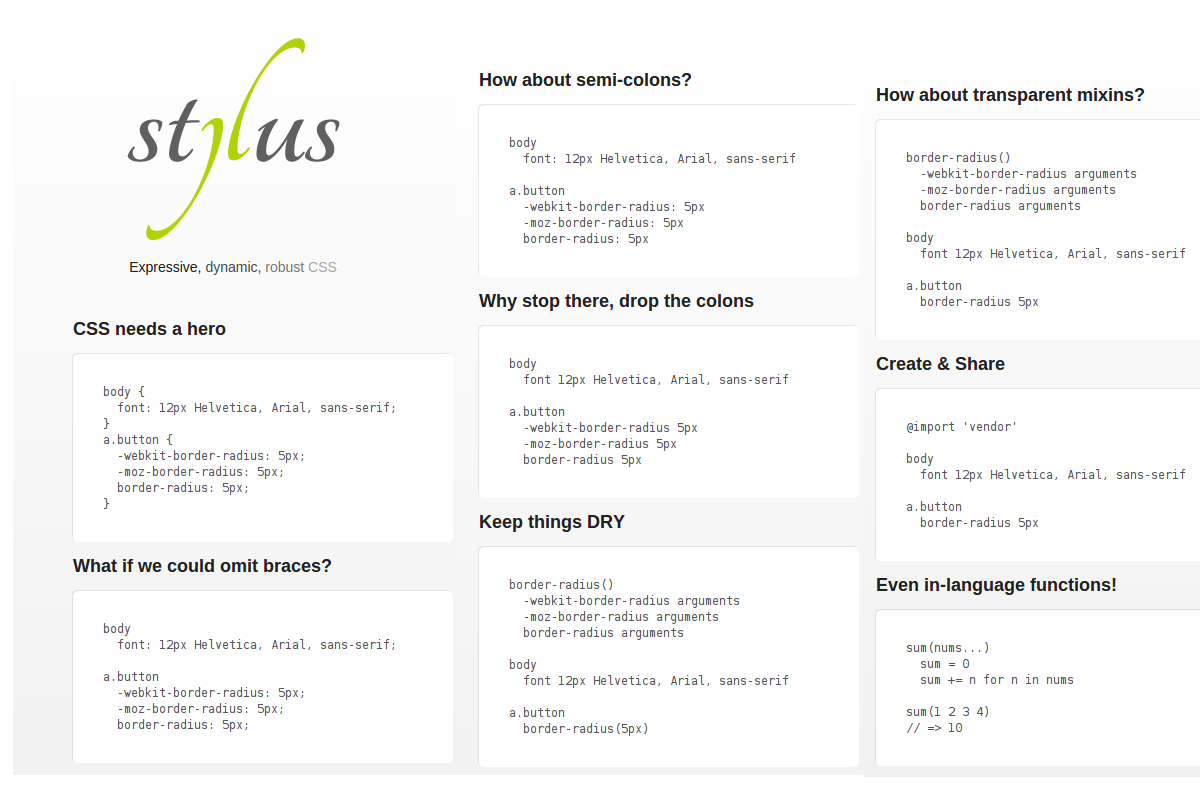 stylus
Expressive, dynamic, robust CSS
CSS needs a hero
body {
  font: 12px Helvetica, Arial, sans-serif;
}
a.button {
  -webkit-border-radius: 5px;
  -moz-border-radius: 5px;
  border-radius: 5px;
}
What if we could omit braces?
body
  font: 12px Helvetica, Arial, sans-serif;

a.button
  -webkit-border-radius: 5px;
  -moz-border-radius: 5px;
  border-radius: 5px;
How about semi-colons?
body
  font: 12px Helvetica, Arial, sans-serif

a.button
  -webkit-border-radius: 5px
  -moz-border-radius: 5px
  border-radius: 5px
Why stop there, drop the colons
body
  font 12px Helvetica, Arial, sans-serif

a.button
  -webkit-border-radius 5px
  -moz-border-radius 5px
  border-radius 5px
Keep things DRY
border-radius()
  -webkit-border-radius arguments
  -moz-border-radius arguments
  border-radius arguments

body
  font 12px Helvetica, Arial, sans-serif

a.button
  border-radius(5px)
How about transparent mixins?
border-radius()
  -webkit-border-radius arguments
  -moz-border-radius arguments
  border-radius arguments

body
  font 12px Helvetica, Arial, sans-serif

a.button
  border-radius 5px
Create & Share
@import 'vendor'

body
  font 12px Helvetica, Arial, sans-serif

a.button
  border-radius 5px
Even in-language functions!
sum(nums...)
  sum = 0
  sum += n for n in nums

sum(1 2 3 4)
// => 10